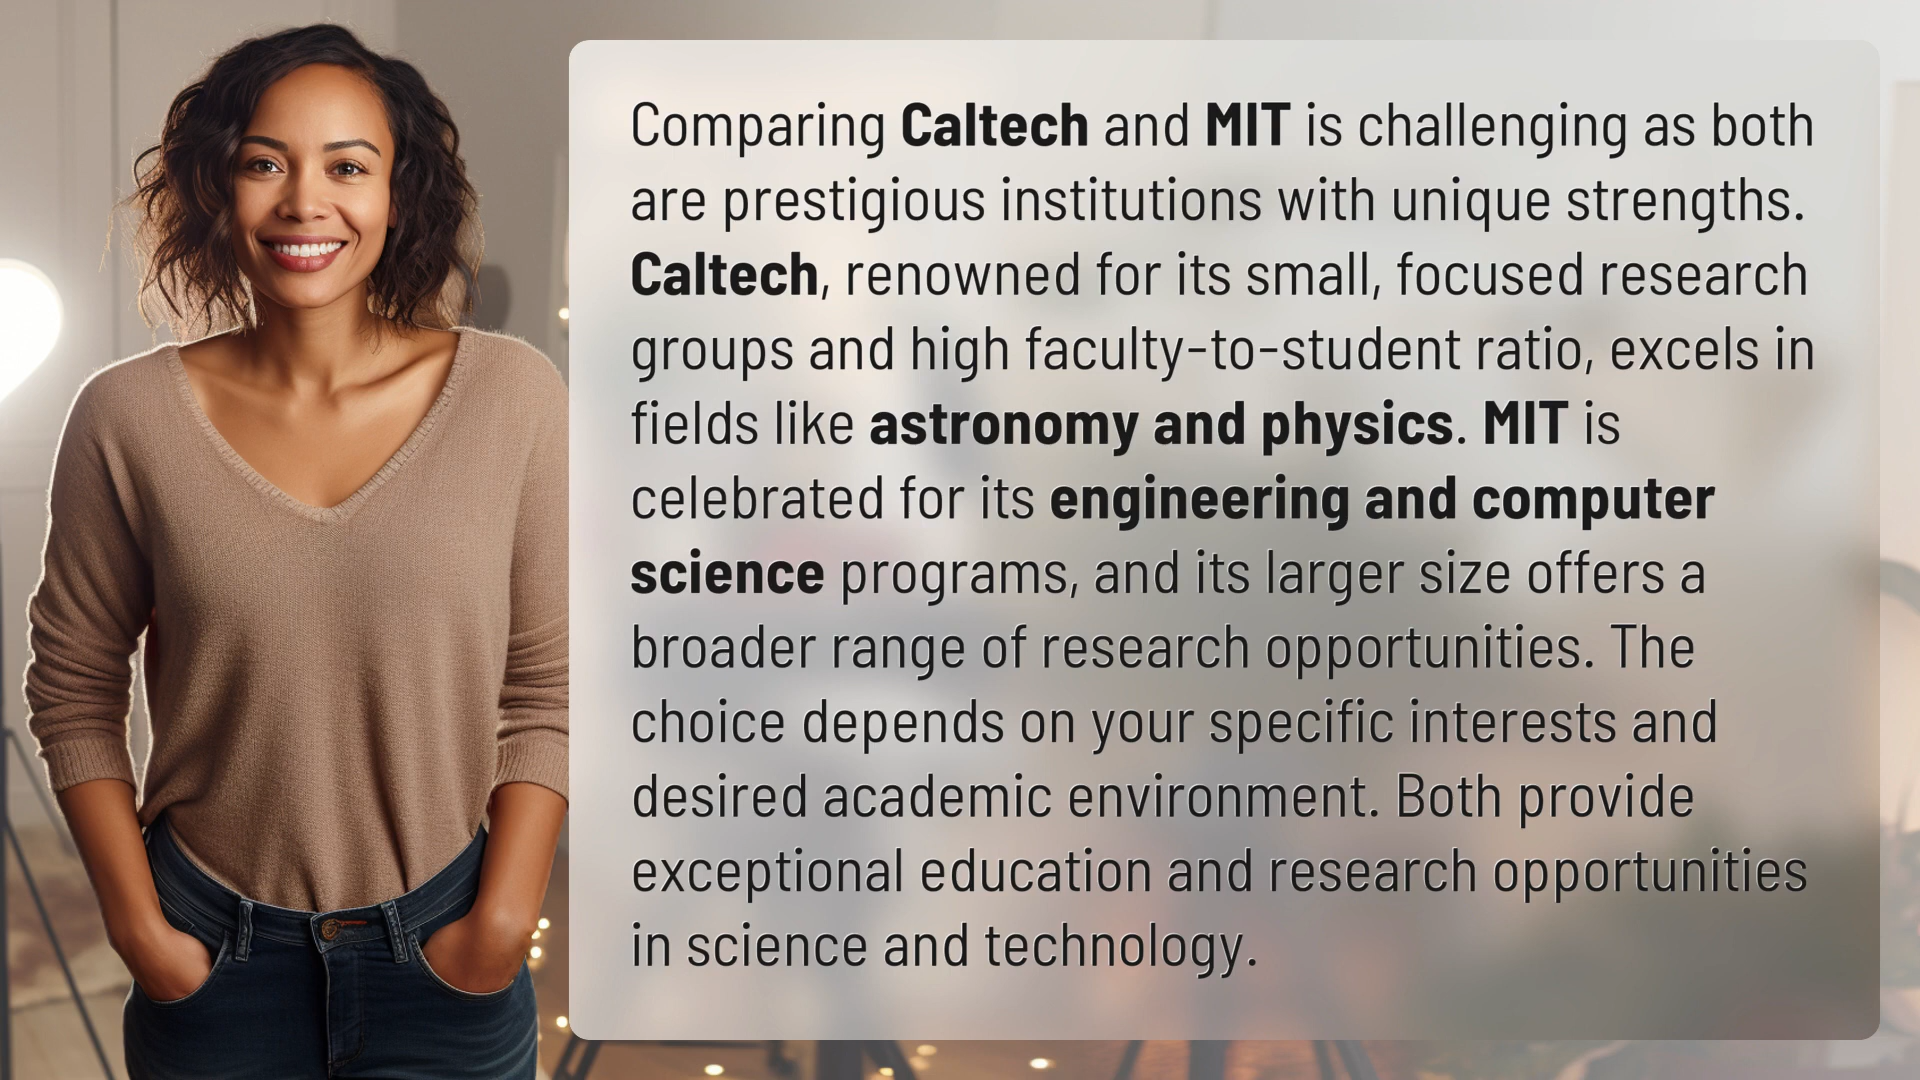 Comparing Caltech and MIT is challenging as both
are prestigious institutions with unique strengths.
Caltech, renowned for its small, focused research
groups and high faculty-to-student ratio, excels in
fields like astronomy and physics. MIT is
celebrated for its engineering and computer
science programs, and its larger size offers a
broader range of research opportunities. The
choice depends on your specific interests and
desired academic environment. Both provide
exceptional education and research opportunities
in science and technology.